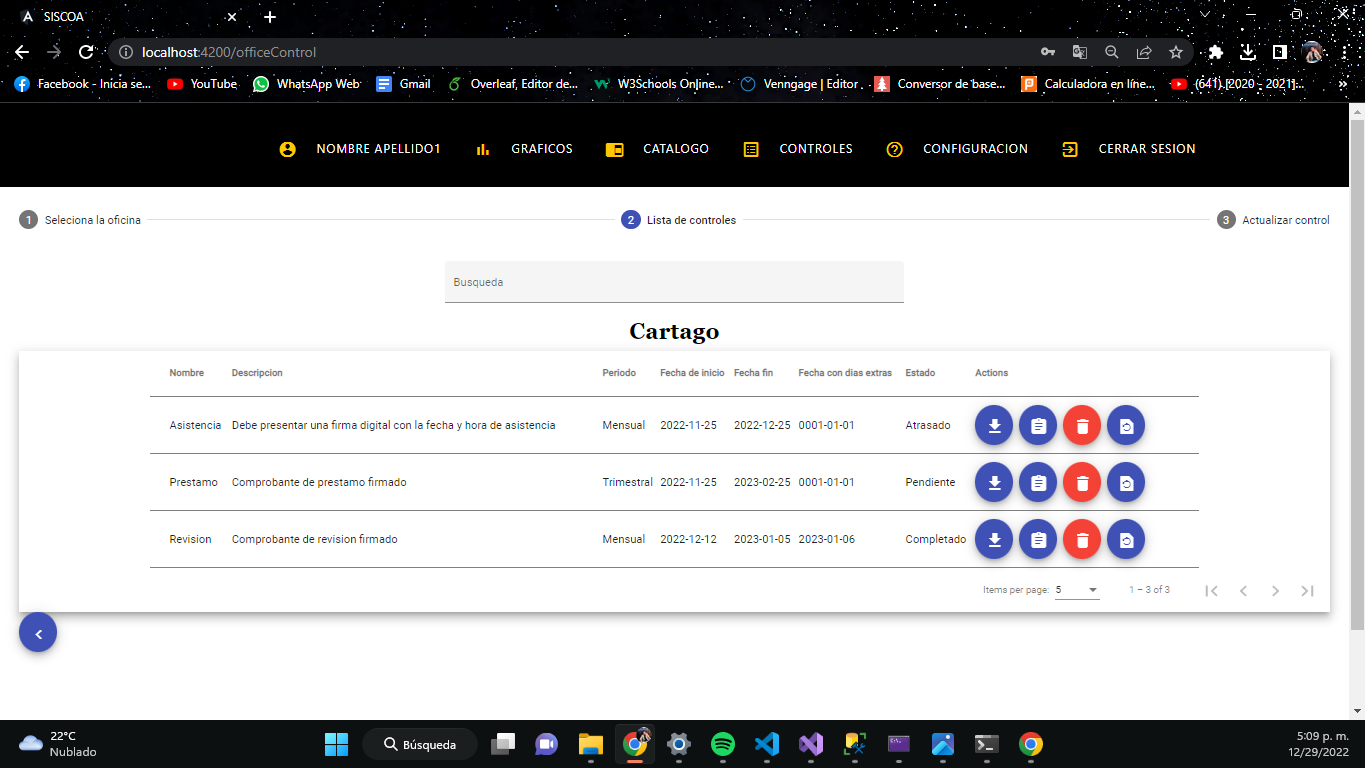 SISCOA
localhost:4200/officeControl
Facebook - Inicia se... YouTube WhatsApp Web Gmail Overleaf, Editor de... W3Schools Online... Venngage | Editor... Conversor de base... Calculadora en líne... (641) [2020 - 2021]... »
NOMBRE APELLIDO1 GRAFICOS CATALOGO CONTROLES CONFIGURACION CERRAR SESION
1 Seleciona la oficina 2 Lista de controles 3 Actualizar control
Busqueda
Cartago
Nombre Descripcion Periodo Fecha de inicio Fecha fin Fecha con dias extras Estado Actions
Asistencia Debe presentar una firma digital con la fecha y hora de asistencia Mensual 2022-11-25 2022-12-25 0001-01-01 Atrasado
Prestamo Comprobante de prestamo firmado Trimestral 2022-11-25 2023-02-25 0001-01-01 Pendiente
Revision Comprobante de revision firmado Mensual 2022-12-12 2023-01-05 2023-01-06 Completado
Items per page: 5 1 – 3 of 3
22°C
Nublado
Búsqueda
5:09 p. m.
12/29/2022